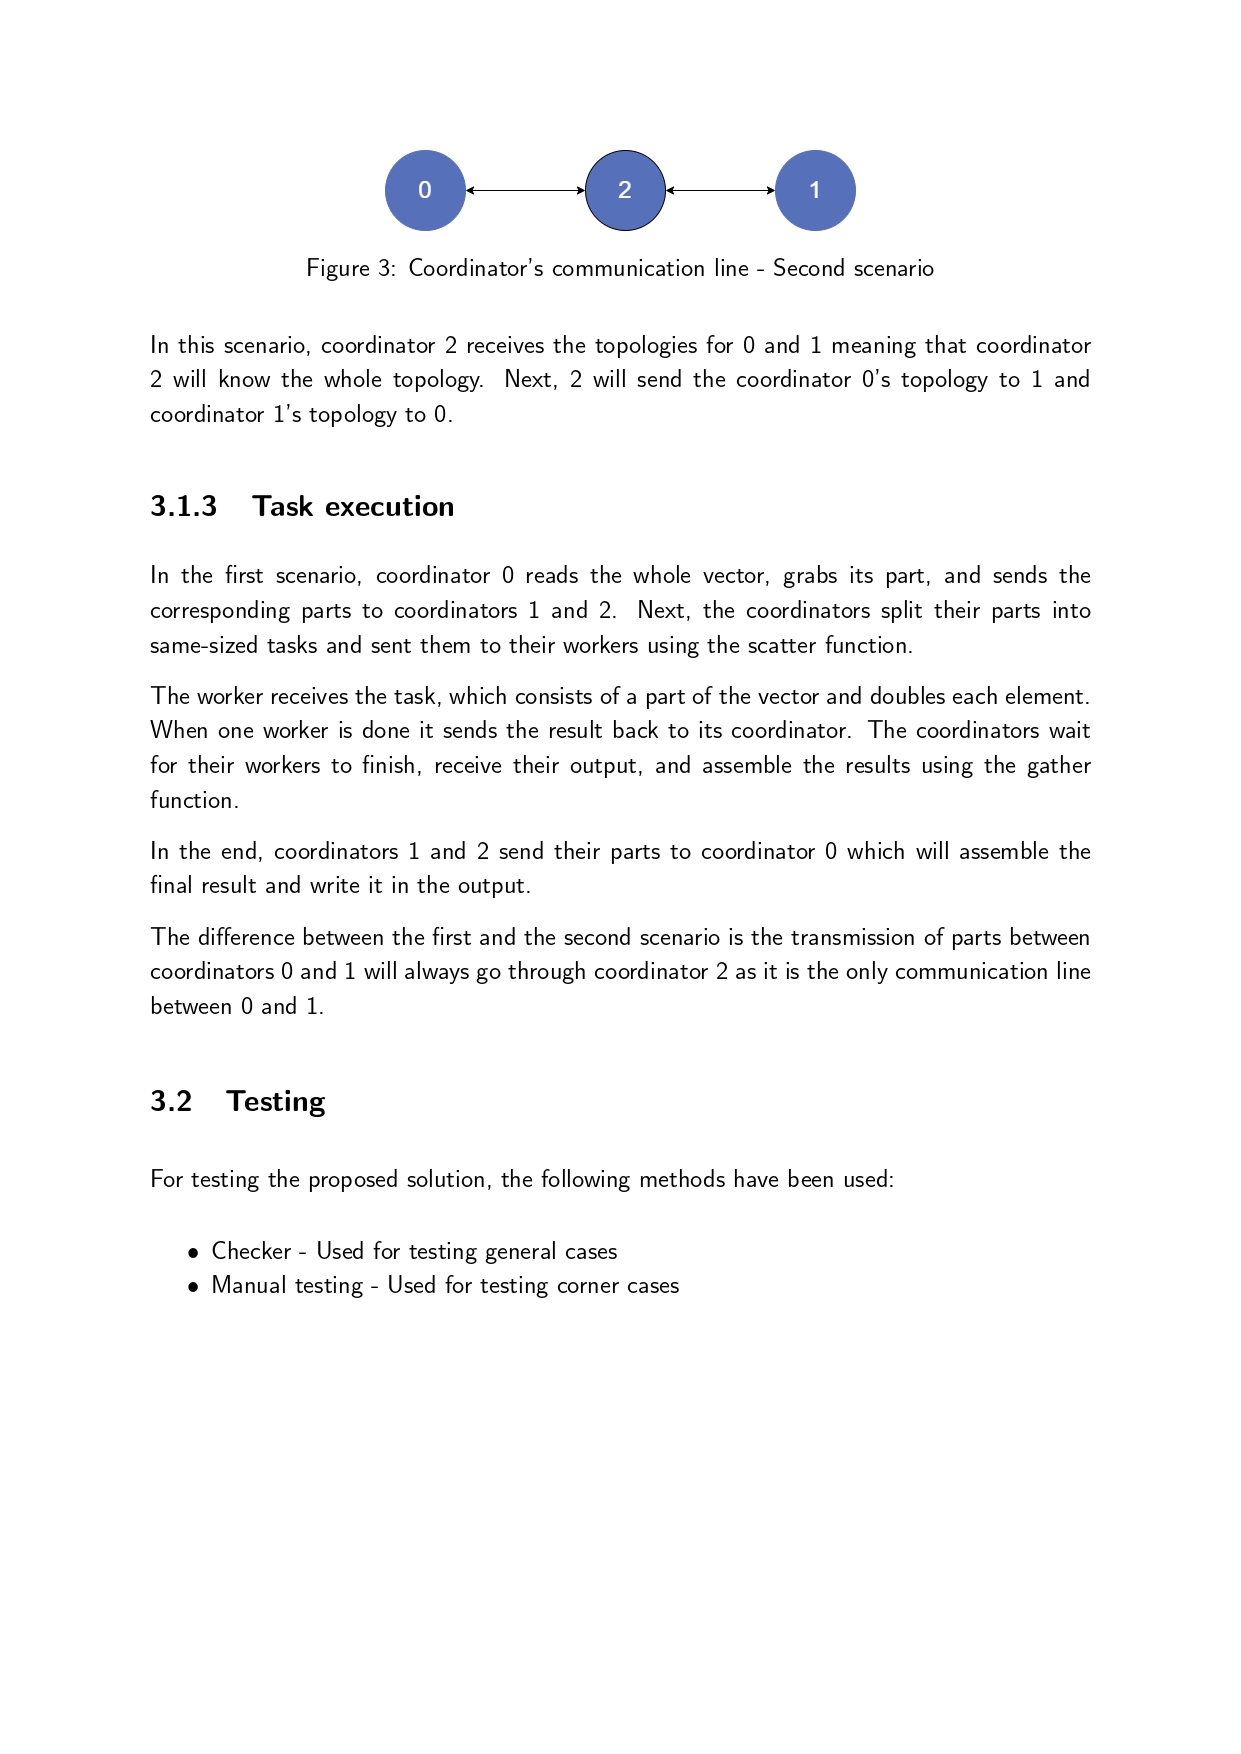 0 2 1
Figure 3: Coordinator's communication line - Second scenario
In this scenario, coordinator 2 receives the topologies for 0 and 1 meaning that coordinator
2 will know the whole topology. Next, 2 will send the coordinator 0's topology to 1 and
coordinator 1's topology to 0.
3.1.3 Task execution
In the first scenario, coordinator 0 reads the whole vector, grabs its part, and sends the
corresponding parts to coordinators 1 and 2. Next, the coordinators split their parts into
same-sized tasks and sent them to their workers using the scatter function.
The worker receives the task, which consists of a part of the vector and doubles each element.
When one worker is done it sends the result back to its coordinator. The coordinators wait
for their workers to finish, receive their output, and assemble the results using the gather
function.
In the end, coordinators 1 and 2 send their parts to coordinator 0 which will assemble the
final result and write it in the output.
The difference between the first and the second scenario is the transmission of parts between
coordinators 0 and 1 will always go through coordinator 2 as it is the only communication line
between 0 and 1.
3.2 Testing
For testing the proposed solution, the following methods have been used:
• Checker - Used for testing general cases
• Manual testing - Used for testing corner cases